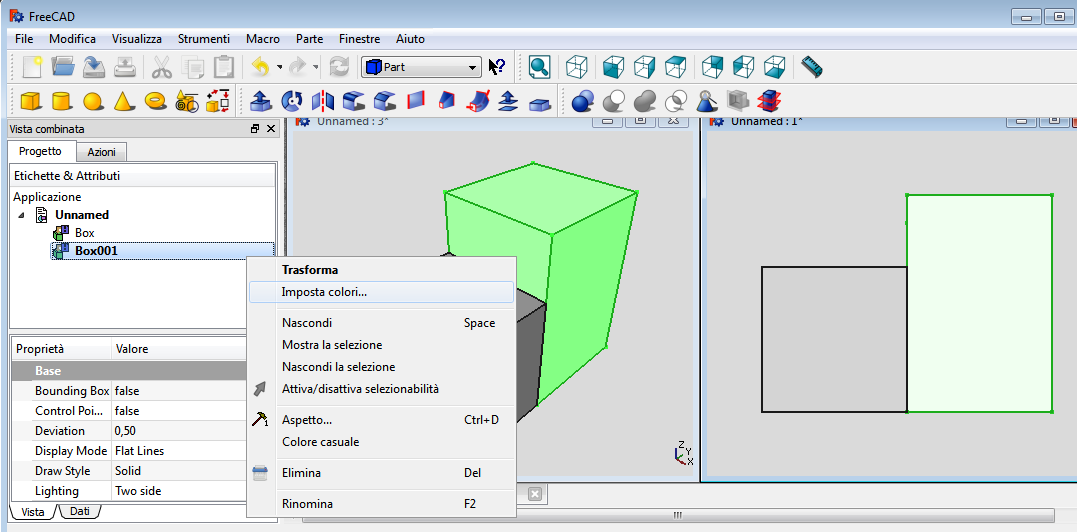 FreeCAD
File Modifica Visualizza Strumenti Macro Parte Finestre Aiuto
Part
Vista combinata
Unnamed : 3*
Unnamed : 1*
Progetto Azioni
Etichette & Attributi
Applicazione
Unnamed
Box
Box001
Trasforma
Imposta colori...
Nascondi Space
Mostra la selezione
Nascondi la selezione
Attiva/disattiva selezionabilità
Aspetto... Ctrl+D
Colore casuale
Elimina Del
Rinomina F2
Proprietà Valore
Base
Bounding Box false
Control Poi... false
Deviation 0,50
Display Mode Flat Lines
Draw Style Solid
Lighting Two side
Vista Dati
Z
Y
X